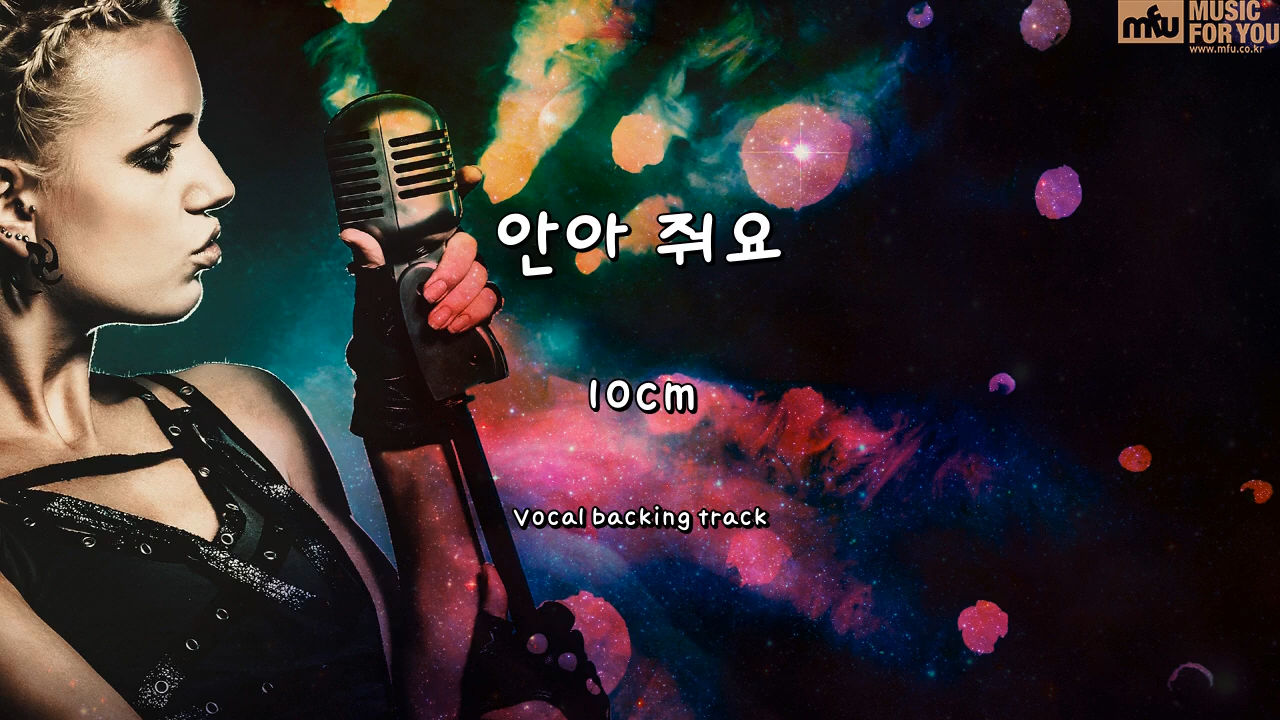 mfu MUSIC
FOR YOU
www.mfu.co.kr
안아 줘요
10cm
Vocal backing track